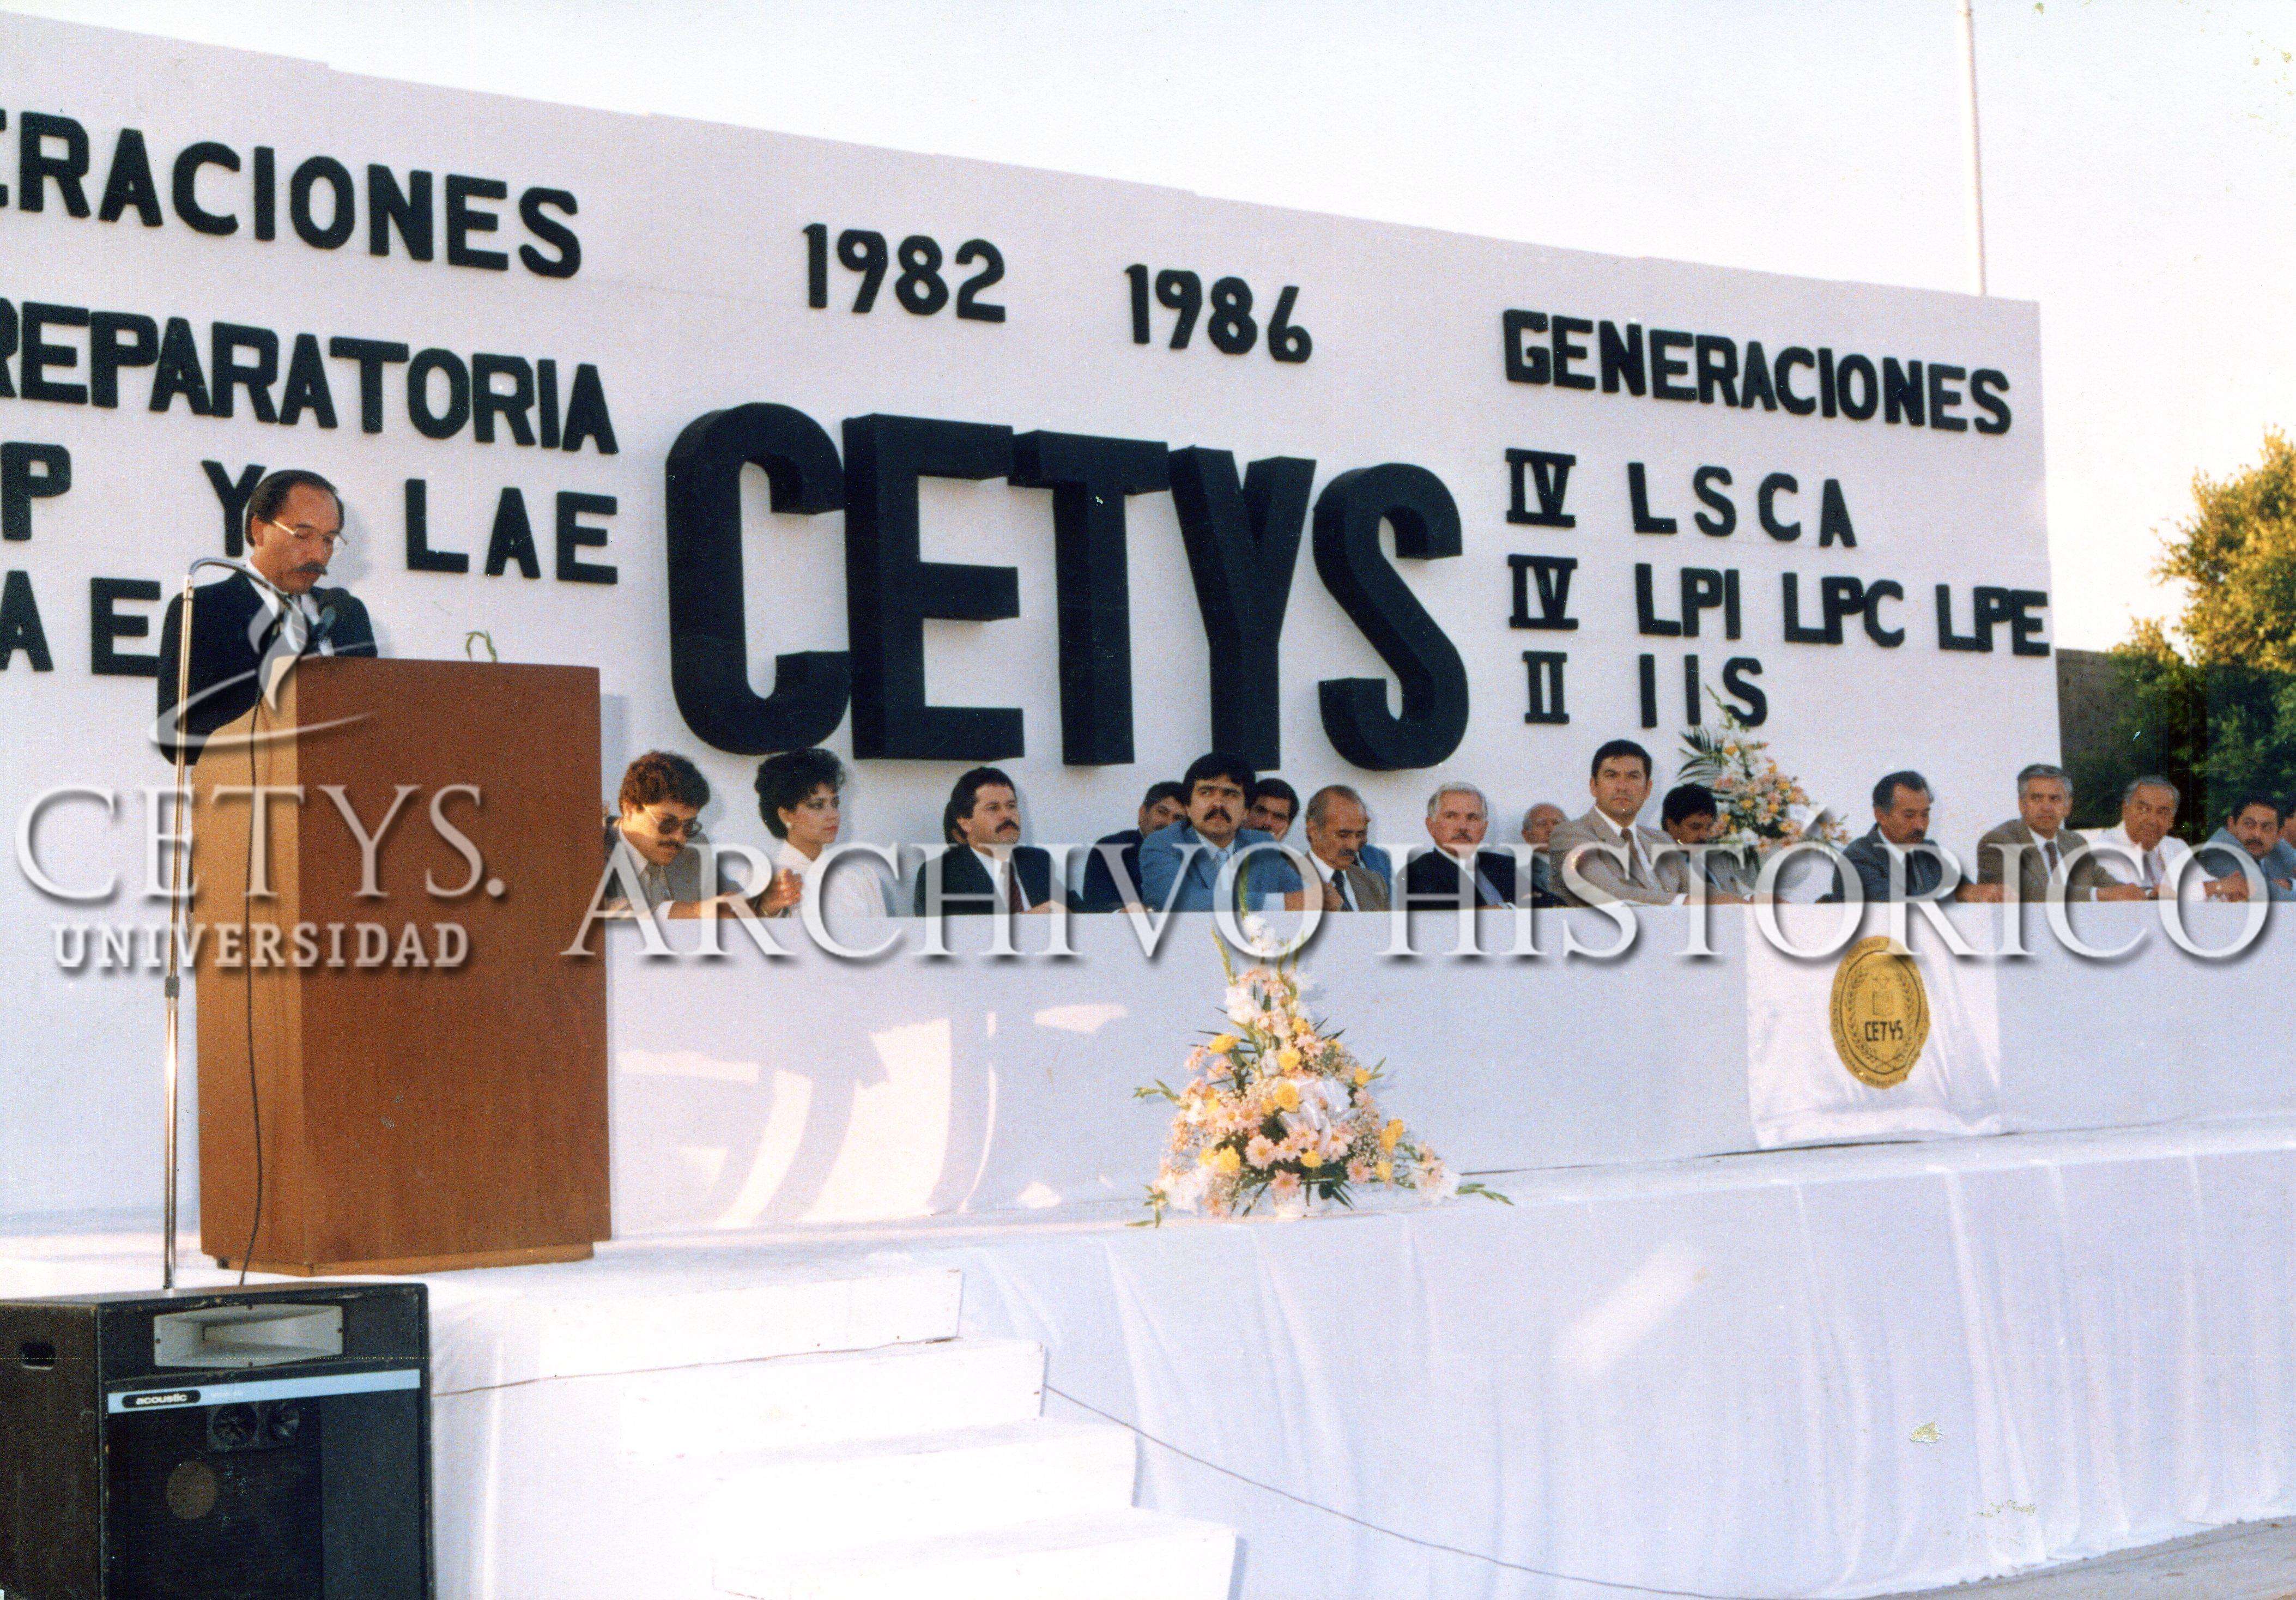 ERACIONES
REPARATORIA
P Y LAE
AE
1982 1986
CETYS
GENERACIONES
IV LSCA
IV LPI LPC LPE
II IIS
CETYS.
UNIVERSIDAD
ARCHIVO HISTÓRICO
CETYS
acoustic